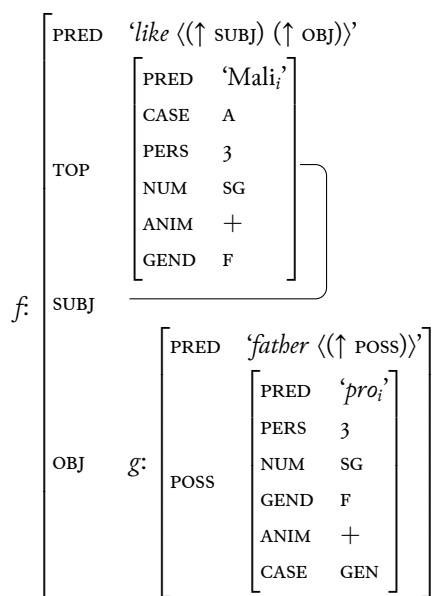 PRED ‘like ⟨(↑ SUBJ) (↑ OBJ)⟩’
PRED ‘Maliᵢ’
CASE A
PERS 3
TOP
NUM SG
ANIM +
GEND F
f: SUBJ
PRED ‘father ⟨(↑ POSS)⟩’
PRED ‘proᵢ’
PERS 3
NUM SG
OBJ g:
POSS
GEND F
ANIM +
CASE GEN